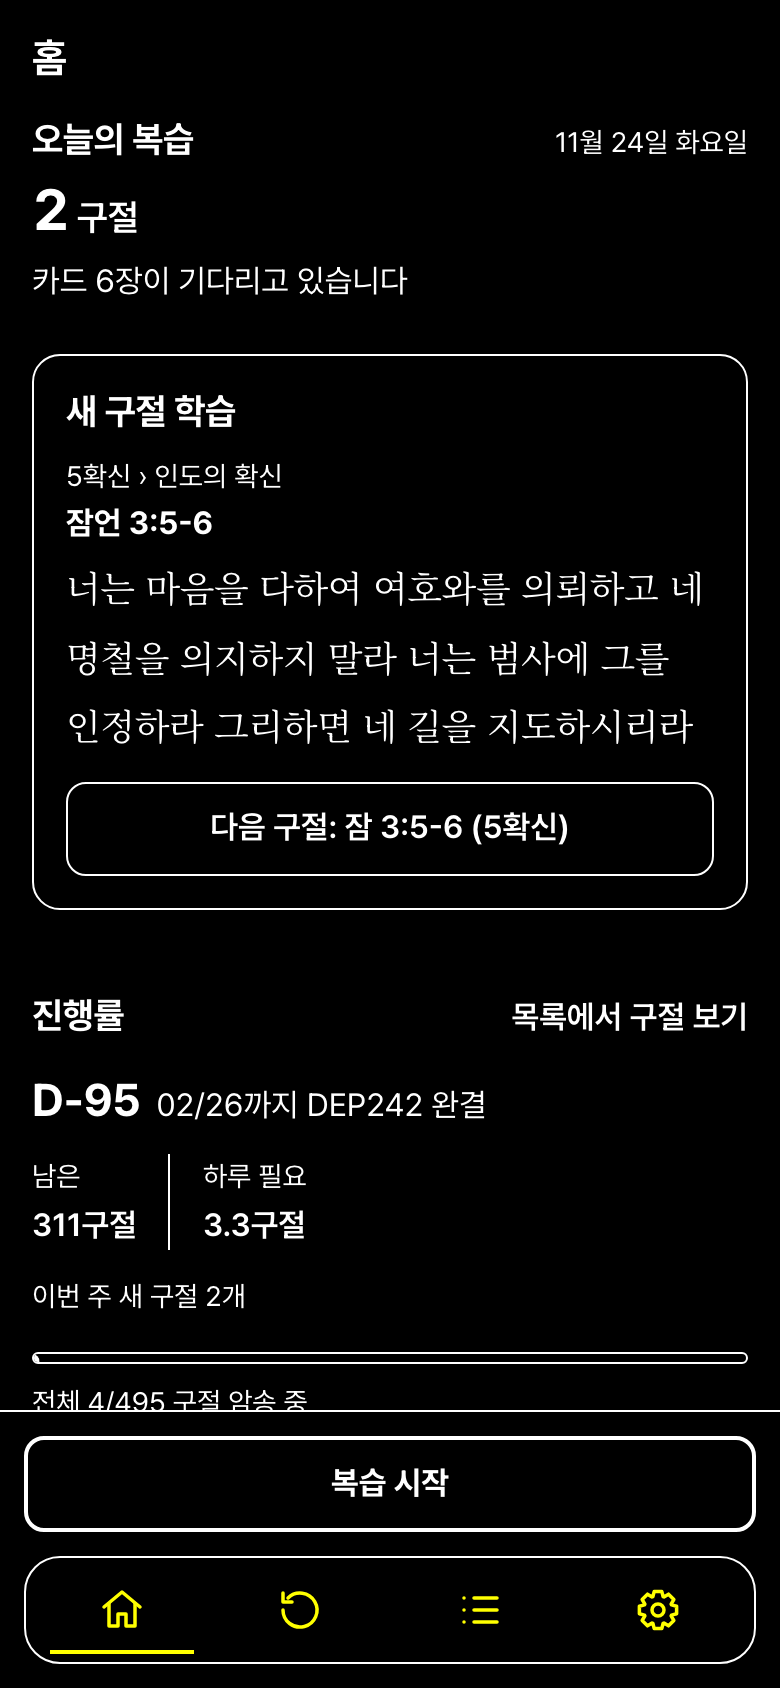 홈
오늘의 복습
11월 24일 화요일
2 구절
카드 6장이 기다리고 있습니다
새 구절 학습
5확신 › 인도의 확신
잠언 3:5-6
너는 마음을 다하여 여호와를 의뢰하고 네
명철을 의지하지 말라 너는 범사에 그를
인정하라 그리하면 네 길을 지도하시리라
다음 구절: 잠 3:5-6 (5확신)
진행률
목록에서 구절 보기
D-95 02/26까지 DEP242 완결
남은
311구절
하루 필요
3.3구절
이번 주 새 구절 2개
전체 4/495 구절 암송 중
복습 시작